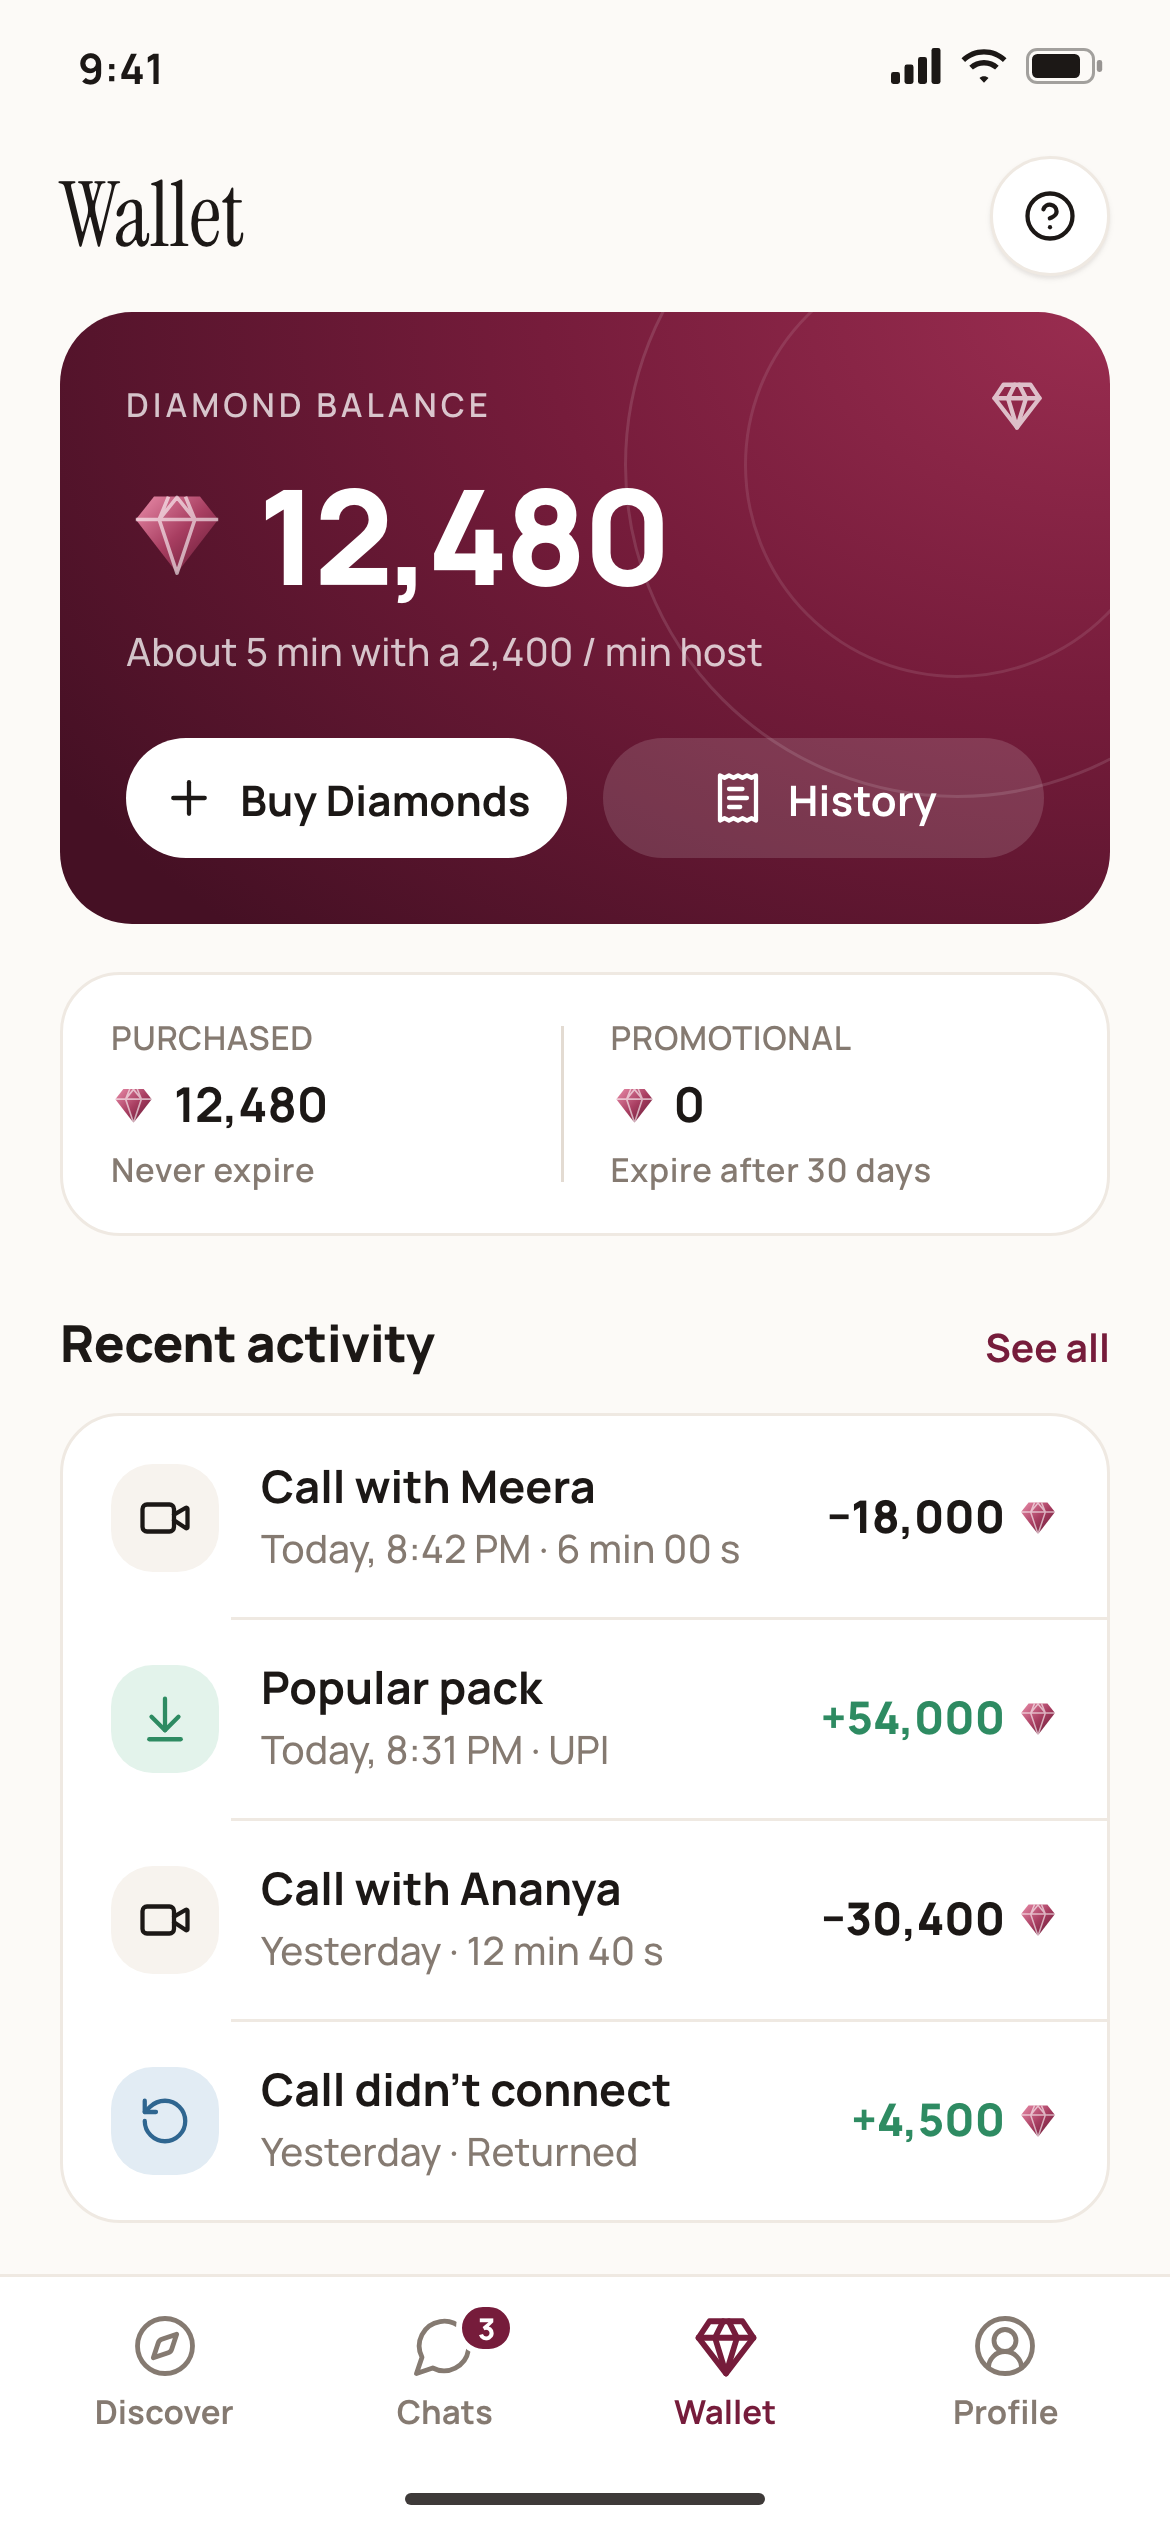 9:41
Wallet
DIAMOND BALANCE
12,480
About 5 min with a 2,400 / min host
Buy Diamonds
History
PURCHASED
12,480
Never expire
PROMOTIONAL
0
Expire after 30 days
Recent activity
See all
Call with Meera
Today, 8:42 PM · 6 min 00 s
−18,000
Popular pack
Today, 8:31 PM · UPI
+54,000
Call with Ananya
Yesterday · 12 min 40 s
−30,400
Call didn’t connect
Yesterday · Returned
+4,500
3
Discover
Chats
Wallet
Profile